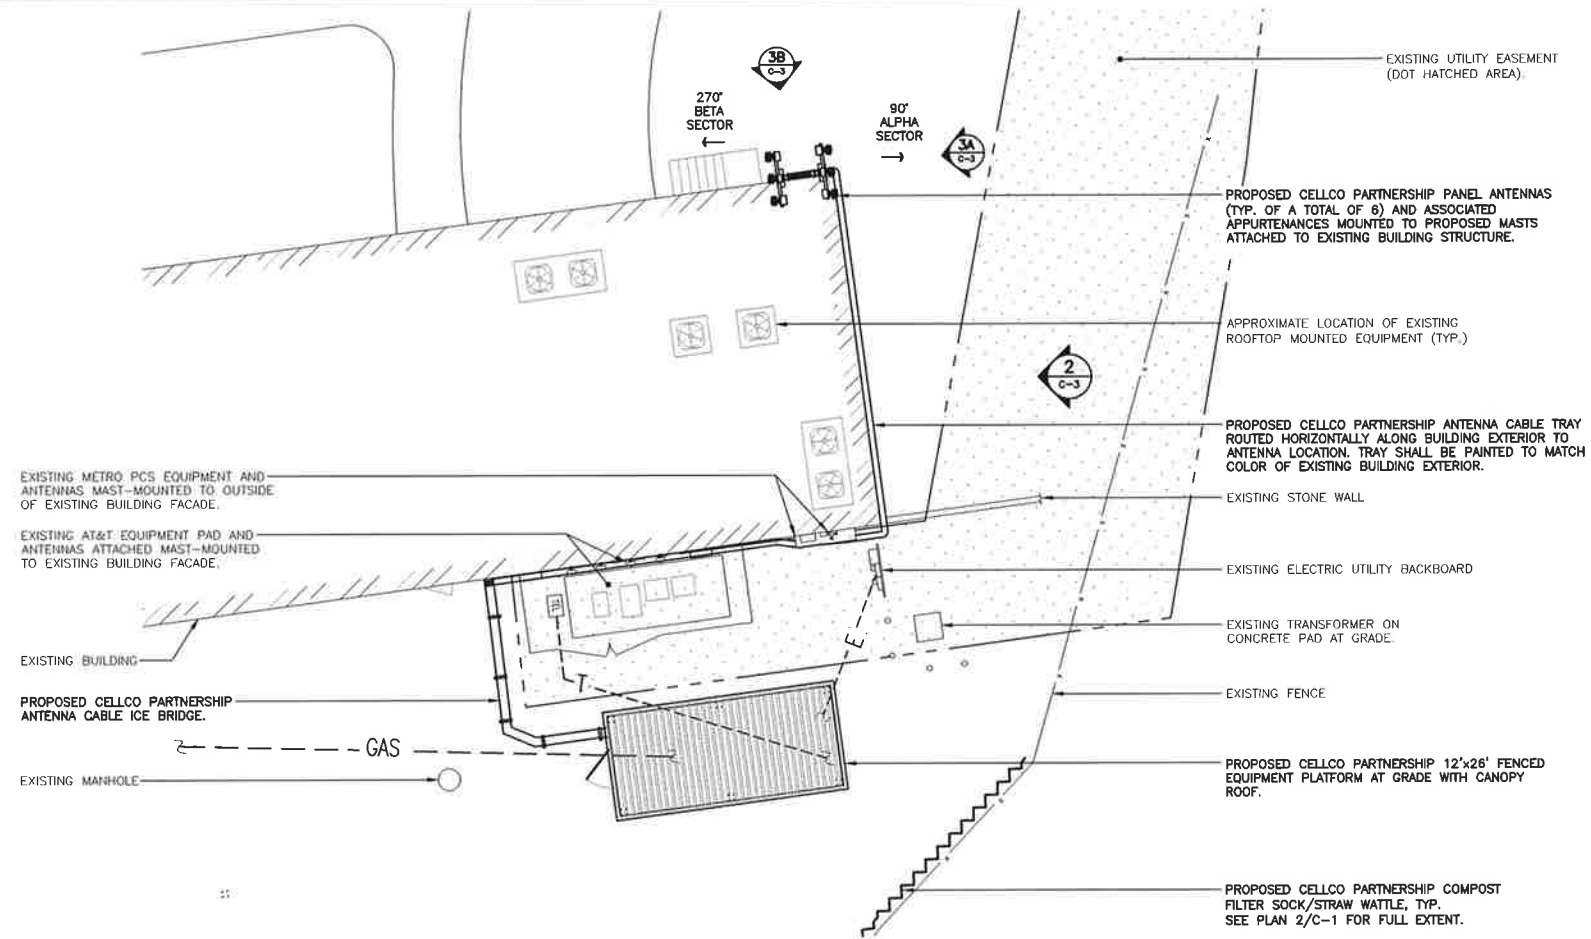 EXISTING UTILITY EASEMENT
(DOT HATCHED AREA).
3B
C-3
270°
BETA
SECTOR
90°
ALPHA
SECTOR
3A
C-3
PROPOSED CELLCO PARTNERSHIP PANEL ANTENNAS
(TYP. OF A TOTAL OF 6) AND ASSOCIATED
APPURTENANCES MOUNTED TO PROPOSED MASTS
ATTACHED TO EXISTING BUILDING STRUCTURE.
APPROXIMATE LOCATION OF EXISTING
ROOFTOP MOUNTED EQUIPMENT (TYP.)
2
C-3
PROPOSED CELLCO PARTNERSHIP ANTENNA CABLE TRAY
ROUTED HORIZONTALLY ALONG BUILDING EXTERIOR TO
ANTENNA LOCATION. TRAY SHALL BE PAINTED TO MATCH
COLOR OF EXISTING BUILDING EXTERIOR.
EXISTING METRO PCS EQUIPMENT AND
ANTENNAS MAST-MOUNTED TO OUTSIDE
OF EXISTING BUILDING FACADE.
EXISTING STONE WALL
EXISTING AT&T EQUIPMENT PAD AND
ANTENNAS ATTACHED MAST-MOUNTED
TO EXISTING BUILDING FACADE.
EXISTING ELECTRIC UTILITY BACKBOARD
TEL
E
EXISTING TRANSFORMER ON
CONCRETE PAD AT GRADE.
EXISTING BUILDING
T
EXISTING FENCE
PROPOSED CELLCO PARTNERSHIP
ANTENNA CABLE ICE BRIDGE.
GAS
EXISTING MANHOLE
PROPOSED CELLCO PARTNERSHIP 12'x26' FENCED
EQUIPMENT PLATFORM AT GRADE WITH CANOPY
ROOF.
PROPOSED CELLCO PARTNERSHIP COMPOST
FILTER SOCK/STRAW WATTLE, TYP.
SEE PLAN 2/C-1 FOR FULL EXTENT.